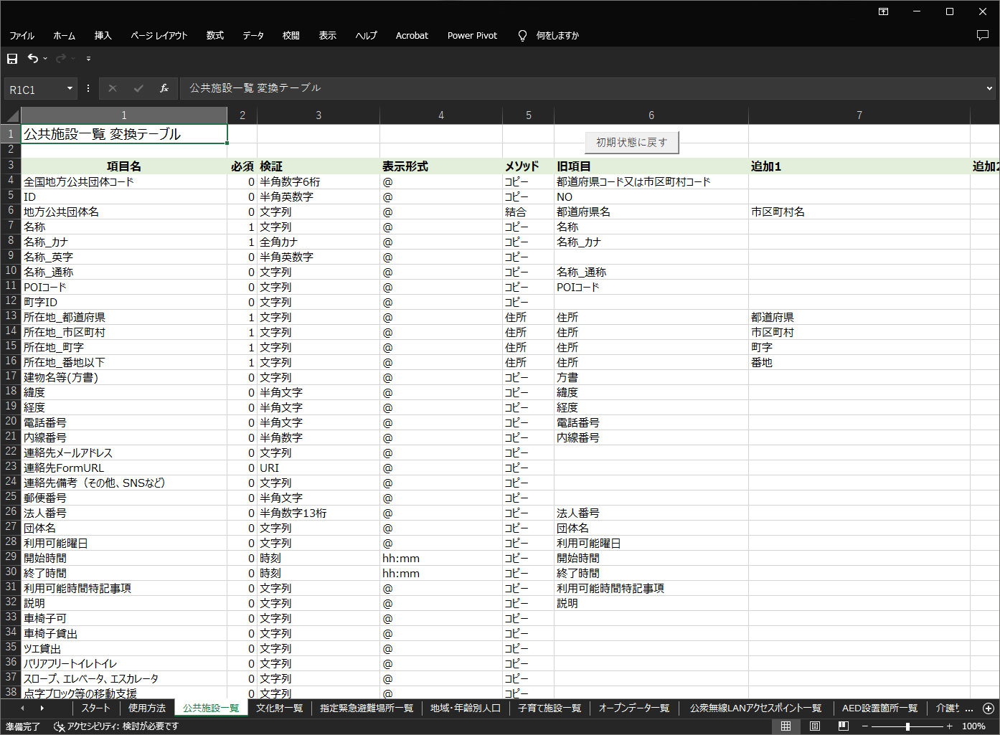 ファイル ホーム 挿入 ページ レイアウト 数式 データ 校閲 表示 ヘルプ Acrobat Power Pivot 何をしますか
R1C1 fx 公共施設一覧 変換テーブル
1 2 3 4 5 6 7
1 公共施設一覧 変換テーブル 初期状態に戻す
2
3 項目名 必須 検証 表示形式 メソッド 旧項目 追加1 追加2
4 全国地方公共団体コード 0 半角数字6桁 @ コピー 都道府県コード又は市区町村コード
5 ID 0 半角英数字 @ コピー NO
6 地方公共団体名 0 文字列 @ 結合 都道府県名 市区町村名
7 名称 1 文字列 @ コピー 名称
8 名称_カナ 1 全角カナ @ コピー 名称_カナ
9 名称_英字 0 半角英数字 @ コピー
10 名称_通称 0 文字列 @ コピー 名称_通称
11 POIコード 0 文字列 @ コピー POIコード
12 町字ID 0 文字列 @ コピー
13 所在地_都道府県 1 文字列 @ 住所 住所 都道府県
14 所在地_市区町村 1 文字列 @ 住所 住所 市区町村
15 所在地_町字 1 文字列 @ 住所 住所 町字
16 所在地_番地以下 1 文字列 @ 住所 住所 番地
17 建物名等(方書) 0 文字列 @ コピー 方書
18 緯度 0 半角文字 @ コピー 緯度
19 経度 0 半角文字 @ コピー 経度
20 電話番号 0 半角文字 @ コピー 電話番号
21 内線番号 0 半角数字 @ コピー 内線番号
22 連絡先メールアドレス 0 文字列 @ コピー
23 連絡先FormURL 0 URI @ コピー
24 連絡先備考（その他、SNSなど） 0 文字列 @ コピー
25 郵便番号 0 半角文字 @ コピー
26 法人番号 0 半角数字13桁 @ コピー 法人番号
27 団体名 0 文字列 @ コピー 団体名
28 利用可能曜日 0 文字列 @ コピー 利用可能曜日
29 開始時間 0 時刻 hh:mm コピー 開始時間
30 終了時間 0 時刻 hh:mm コピー 終了時間
31 利用可能時間特記事項 0 文字列 @ コピー 利用可能時間特記事項
32 説明 0 文字列 @ コピー 説明
33 車椅子可 0 文字列 @ コピー
34 車椅子貸出 0 文字列 @ コピー
35 ツエ貸出 0 文字列 @ コピー
36 バリアフリートイレトイレ 0 文字列 @ コピー
37 スロープ、エレベータ、エスカレータ 0 文字列 @ コピー
38 点字ブロック等の移動支援 0 文字列 @ コピー
スタート 使用方法 公共施設一覧 文化財一覧 指定緊急避難場所一覧 地域・年齢別人口 子育て施設一覧 オープンデータ一覧 公衆無線LANアクセスポイント一覧 AED設置箇所一覧 介護サ ...
準備完了 アクセシビリティ: 検討が必要です 100%